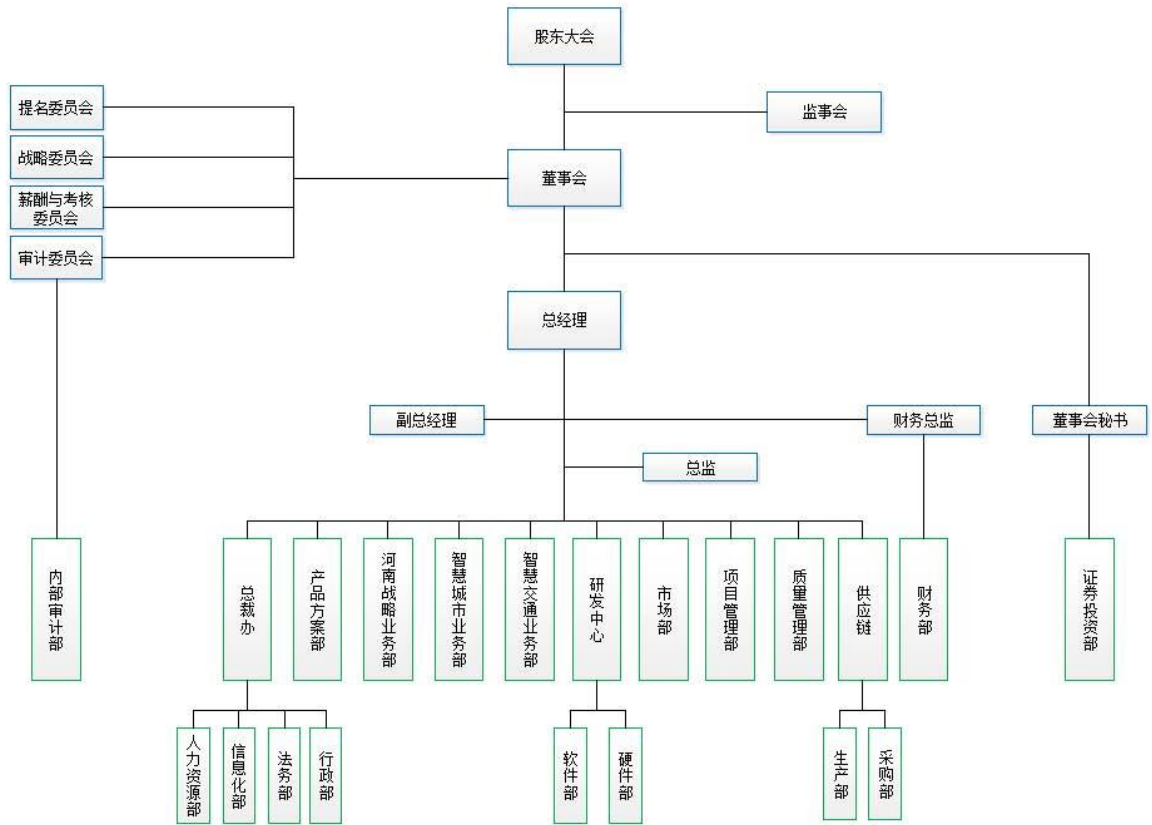 股东大会
提名委员会
监事会
战略委员会
董事会
薪酬与考核
委员会
审计委员会
总经理
副总经理
财务总监
董事会秘书
总监
内部审计部
总裁办
产品方案部
河南战略业务部
智慧城市业务部
智慧交通业务部
研发中心
市场部
项目管理部
质量管理部
供应链
财务部
证券投资部
人力资源部
信息化部
法务部
行政部
软件部
硬件部
生产部
采购部